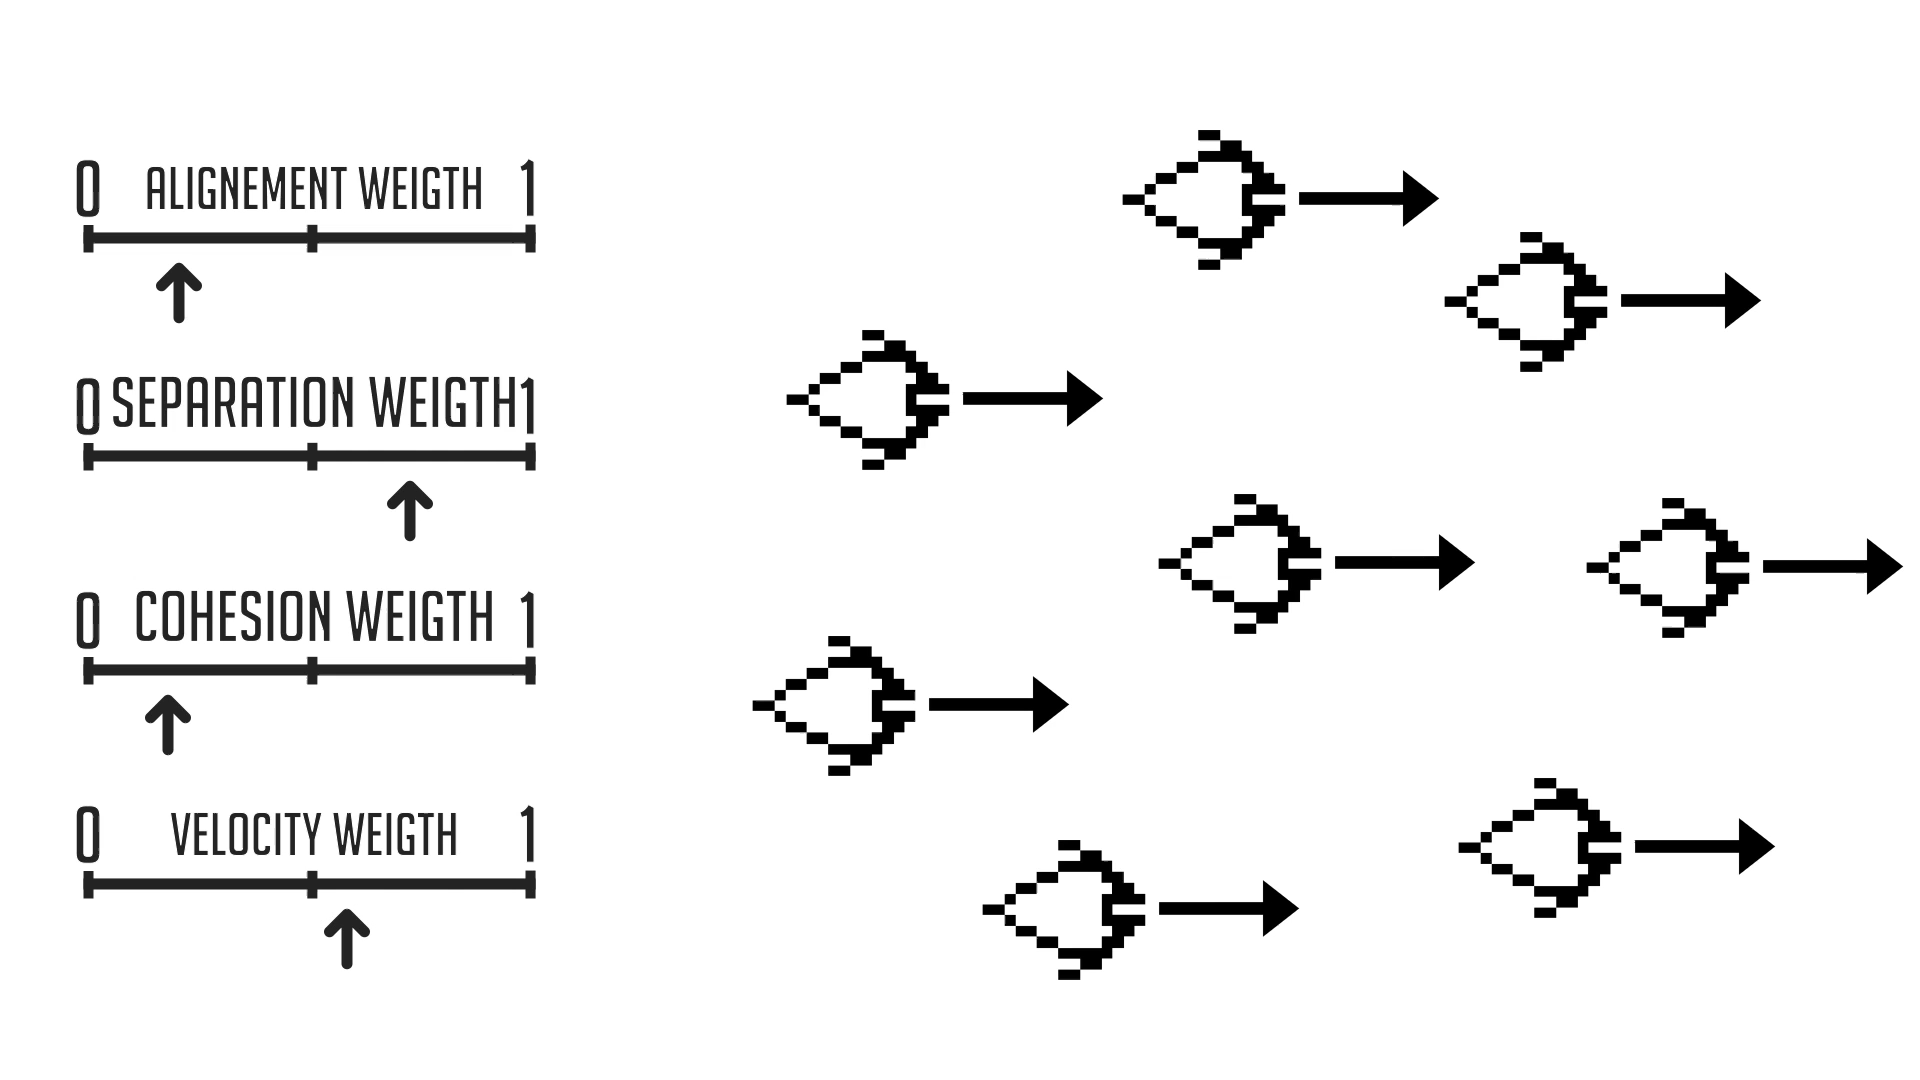 0 ALIGNEMENT WEIGTH 1
0 SEPARATION WEIGTH 1
0 COHESION WEIGTH 1
0 VELOCITY WEIGTH 1